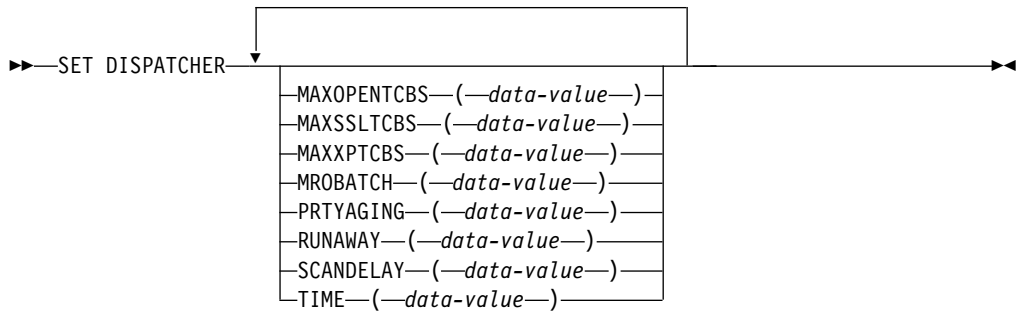 SET DISPATCHER
MAXOPENTCBS ( data-value )
MAXSSLTCBS ( data-value )
MAXXPTCBS ( data-value )
MROBATCH ( data-value )
PRTYAGING ( data-value )
RUNAWAY ( data-value )
SCANDELAY ( data-value )
TIME ( data-value )